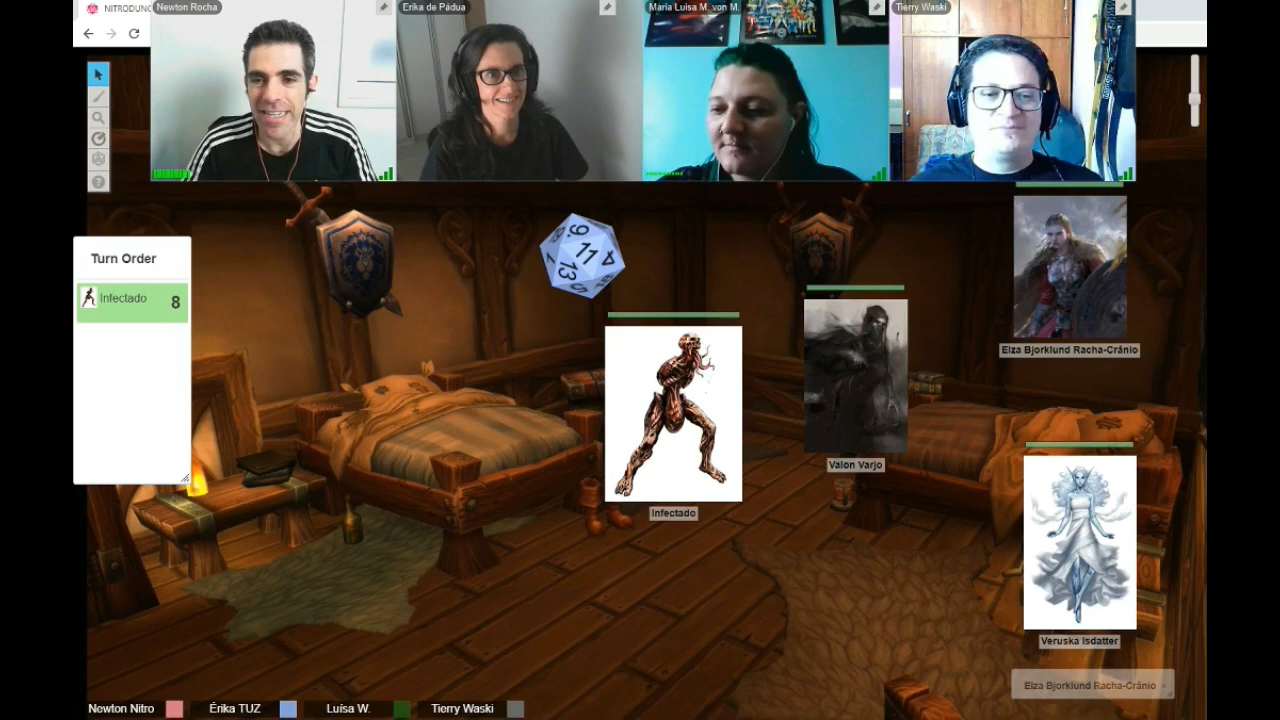 NITRODUNG
Newton Rocha
Erika de Pádua
Maria Luisa M. von M.
Tierry Waski
Turn Order
Infectado 8
9
11
4
13
Elza Bjorklund Racha-Crânio
Valon Varjo
Infectado
Veruska Isdatter
Elza Bjorklund Racha-Crânio
Newton Nitro
Érika TUZ
Luísa W.
Tierry Waski